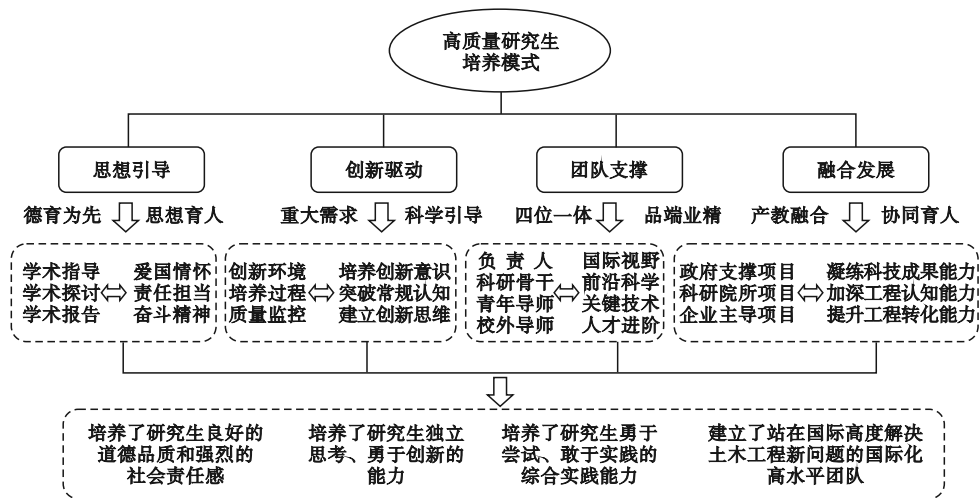 高质量研究生
培养模式
思想引导
创新驱动
团队支撑
融合发展
德育为先 思想育人
重大需求 科学引导
四位一体 品端业精
产教融合 协同育人
学术指导 爱国情怀
学术探讨 责任担当
学术报告 奋斗精神
创新环境 培养创新意识
培养过程 突破常规认知
质量监控 建立创新思维
负责人 国际视野
科研骨干 前沿科学
青年导师 关键技术
校外导师 人才进阶
政府支撑项目 凝练科技成果能力
科研院所项目 加深工程认知能力
企业主导项目 提升工程转化能力
培养了研究生良好的
道德品质和强烈的
社会责任感
培养了研究生独立
思考、勇于创新的
能力
培养了研究生勇于
尝试、敢于实践的
综合实践能力
建立了站在国际高度解决
土木工程新问题的国际化
高水平团队